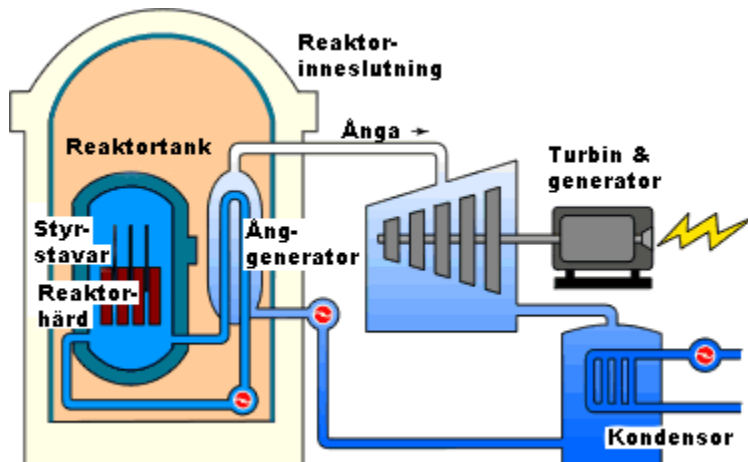 Reaktor-
inneslutning
Ånga →
Reaktortank
Turbin &
generator
Styr-
stavar
Ång-
generator
Reaktor-
härd
Kondensor